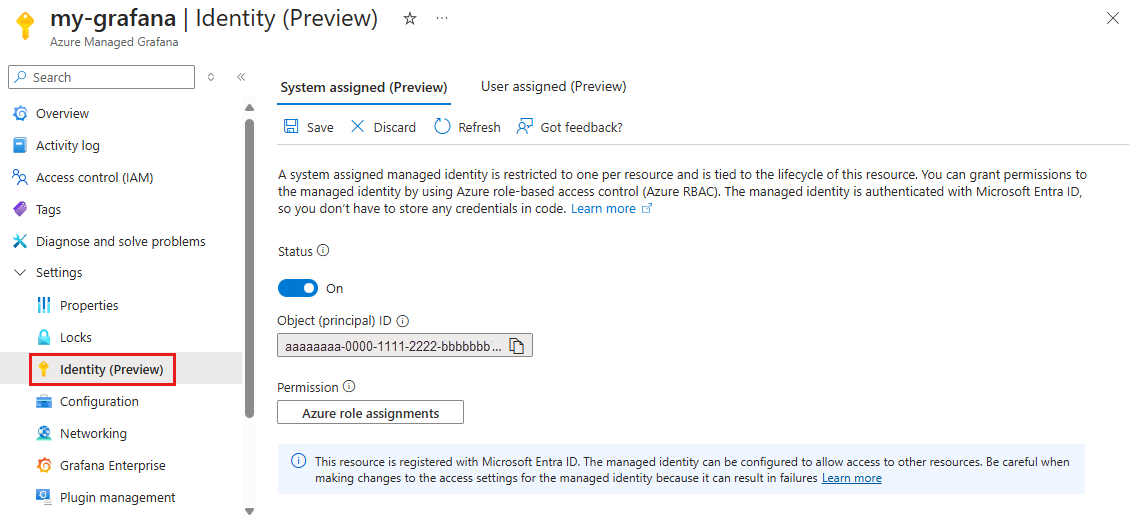 my-grafana | Identity (Preview)
Azure Managed Grafana
Search
Overview
Activity log
Access control (IAM)
Tags
Diagnose and solve problems
Settings
Properties
Locks
Identity (Preview)
Configuration
Networking
Grafana Enterprise
Plugin management
System assigned (Preview) User assigned (Preview)
Save Discard Refresh Got feedback?
A system assigned managed identity is restricted to one per resource and is tied to the lifecycle of this resource. You can grant permissions to
the managed identity by using Azure role-based access control (Azure RBAC). The managed identity is authenticated with Microsoft Entra ID,
so you don't have to store any credentials in code. Learn more
Status
On
Object (principal) ID
aaaaaaaa-0000-1111-2222-bbbbbbb...
Permission
Azure role assignments
This resource is registered with Microsoft Entra ID. The managed identity can be configured to allow access to other resources. Be careful when
making changes to the access settings for the managed identity because it can result in failures Learn more